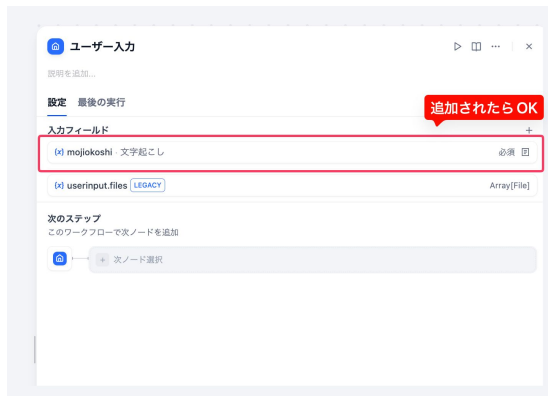 ユーザー入力
説明を追加...
設定 最後の実行
追加されたらOK
入力フィールド
{x} mojiokoshi · 文字起こし 必須
{x} userinput.files LEGACY Array[File]
次のステップ
このワークフローで次ノードを追加
次ノード選択